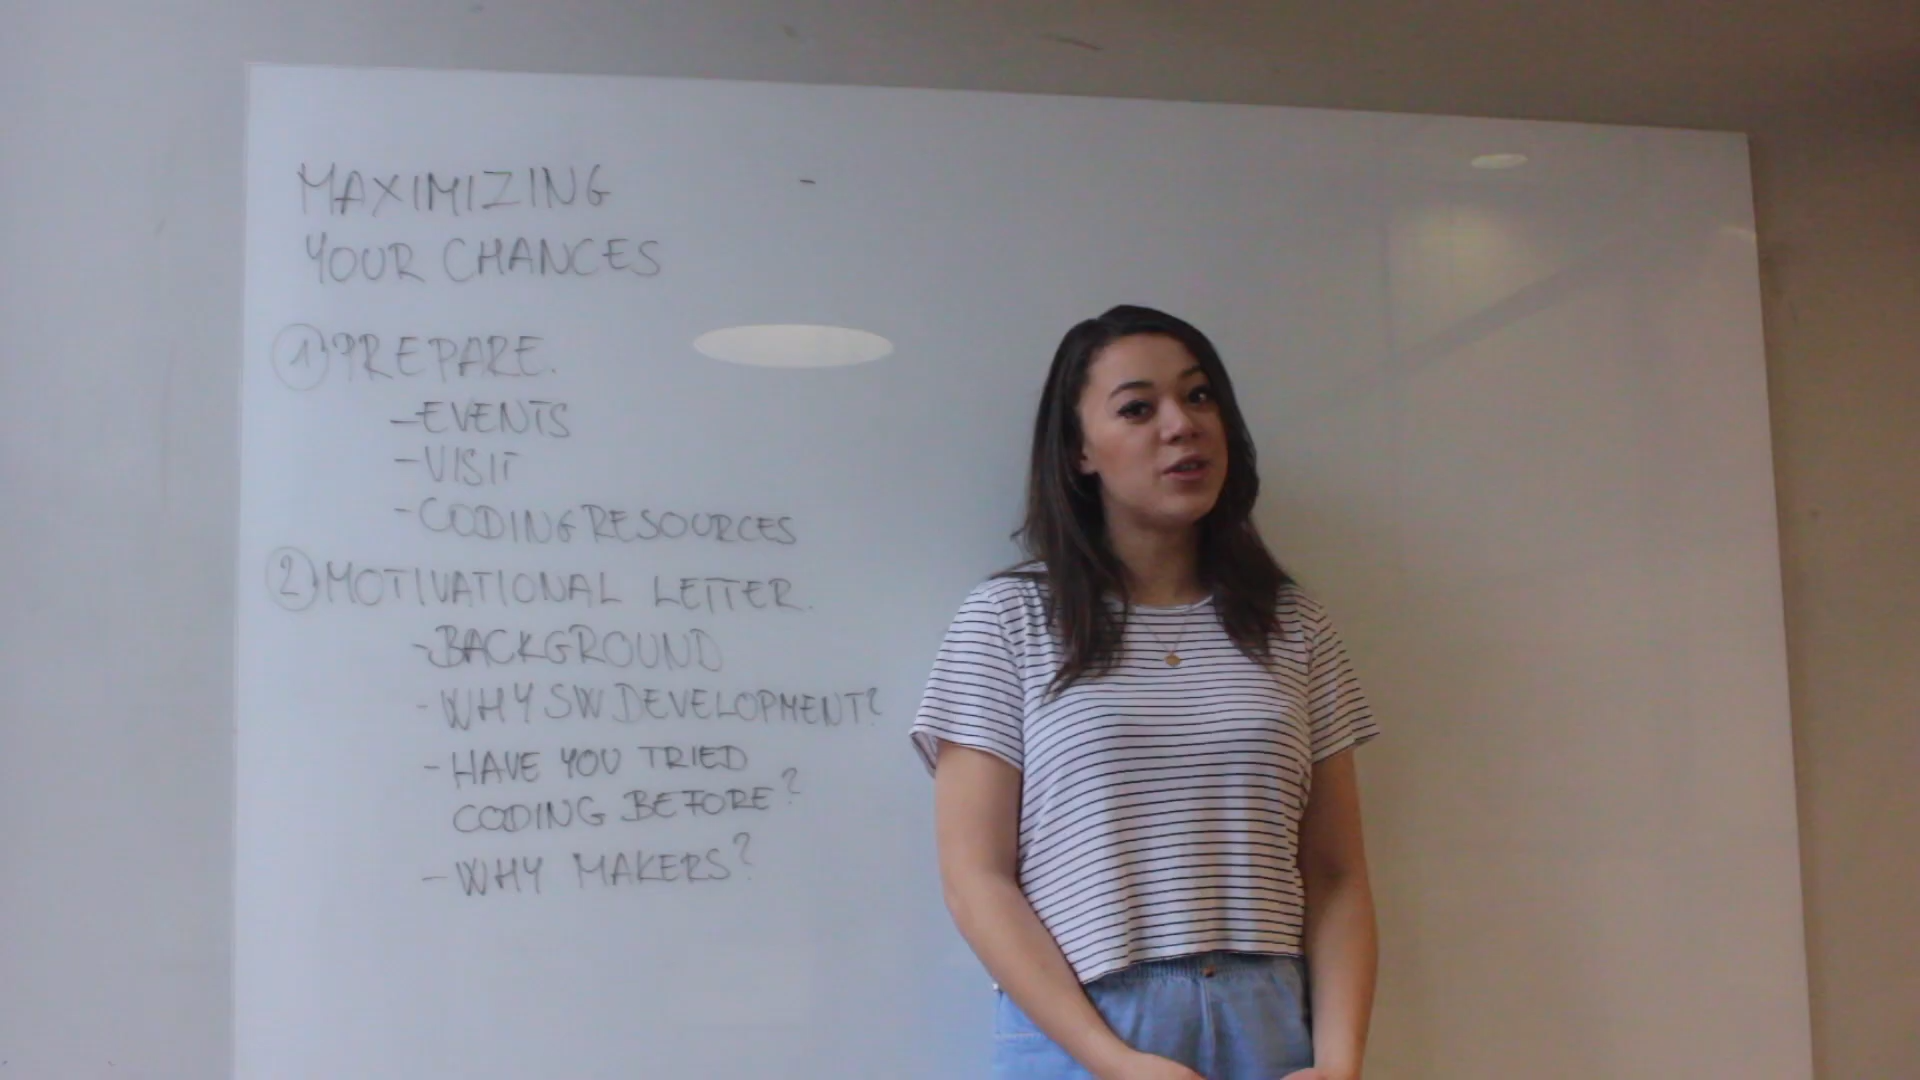 MAXIMIZING
YOUR CHANCES
-
1) PREPARE.
- EVENTS
- VISIT
- CODING RESOURCES
2) MOTIVATIONAL LETTER.
- BACKGROUND
- WHY SW DEVELOPMENT?
- HAVE YOU TRIED
CODING BEFORE?
- WHY MAKERS?